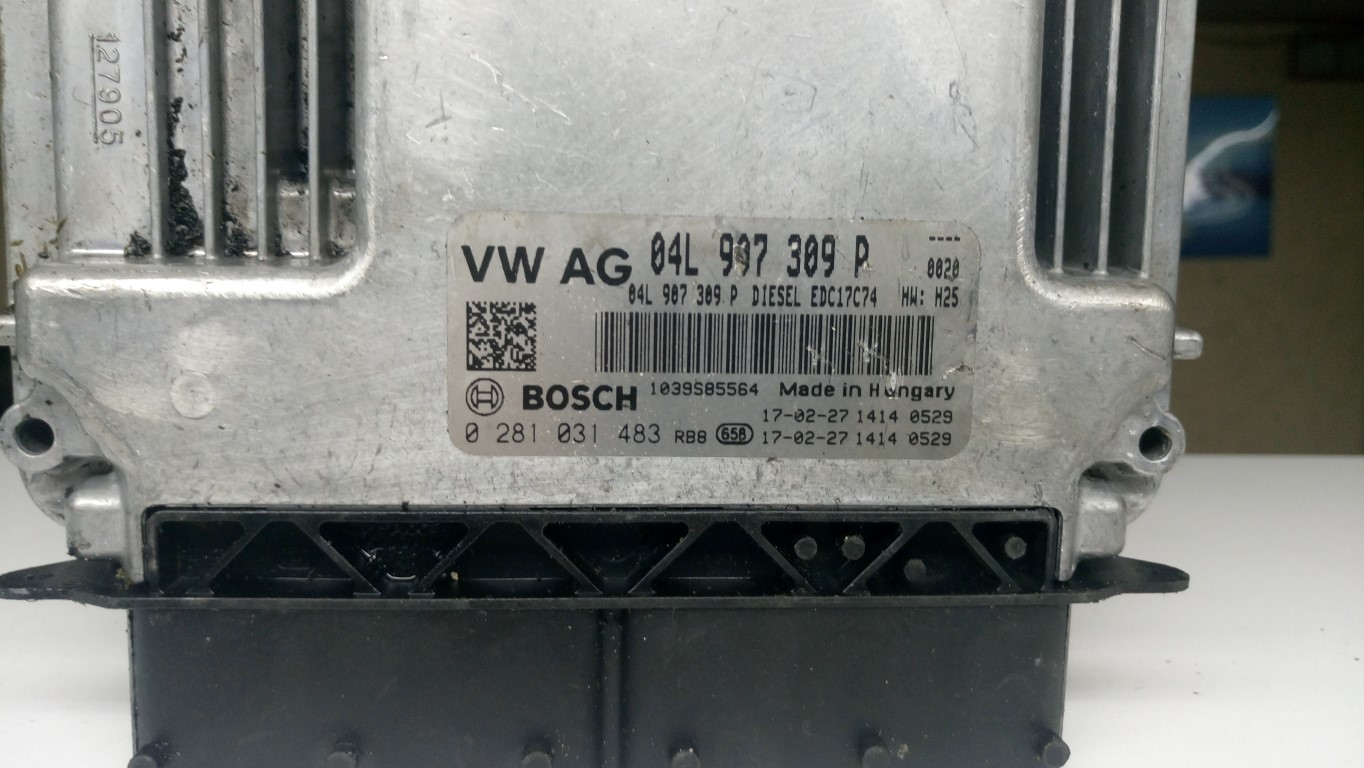 127905
VW AG 04L 907 309 P ----
0020
04L 907 309 P DIESEL EDC17C74 HW: H25
BOSCH 1039S85564 Made in Hungary
17-02-27 1414 0529
0 281 031 483 RB8 65B 17-02-27 1414 0529